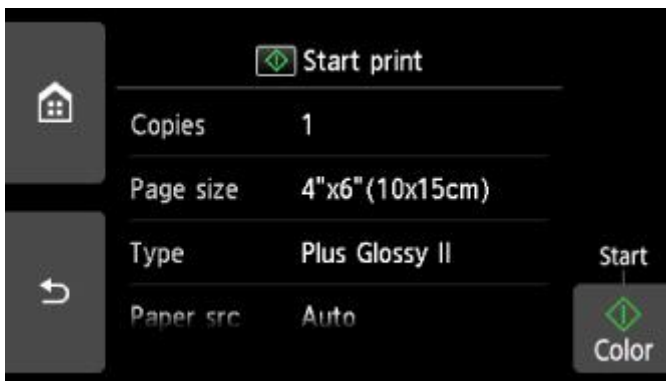 Start print
Copies 1
Page size 4"x6"(10x15cm)
Type Plus Glossy II
Paper src Auto
Start
Color